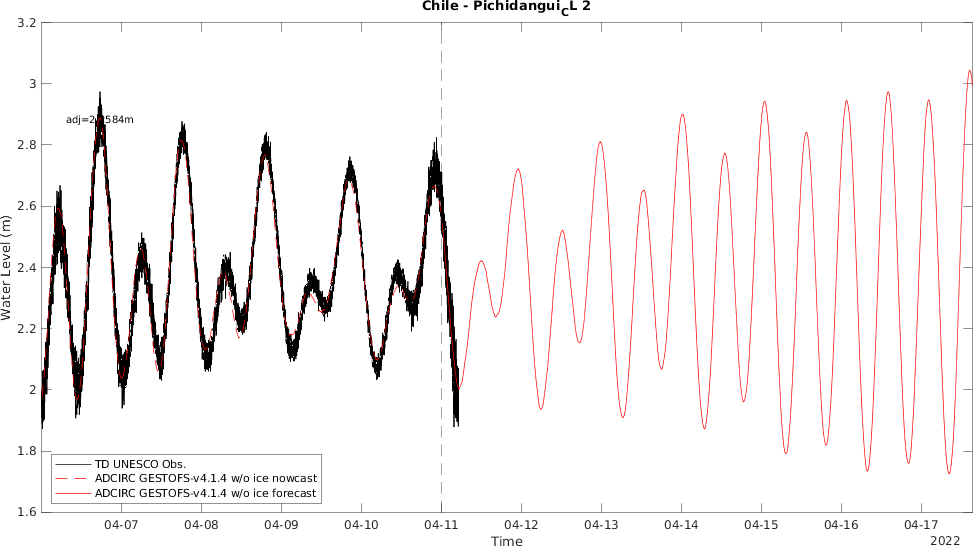 Chile - PichidanguiCL 2
3.2
3
2.8
2.6
2.4
2.2
2
1.8
1.6
Water Level (m)
TD UNESCO Obs.
ADCIRC GESTOFS-v4.1.4 w/o ice nowcast
ADCIRC GESTOFS-v4.1.4 w/o ice forecast
04-07 04-08 04-09 04-10 04-11 04-12 04-13 04-14 04-15 04-16 04-17
Time
2022